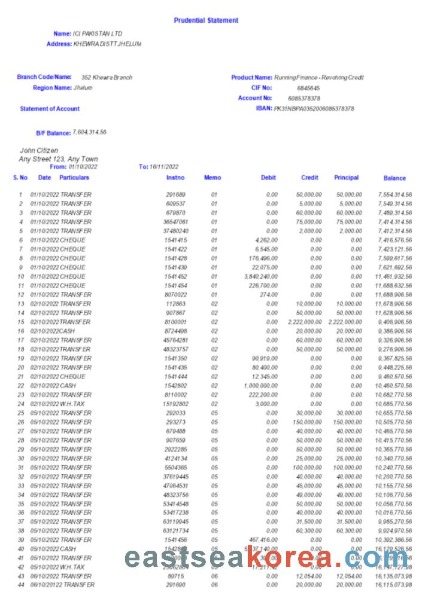 Prudential Statement
Name: ICI PAKISTAN LTD
Address: KHEWRA DISTT JHELUM
Branch Code/Name: 362 Khewra Branch
Product Name: Running Finance - Revolving Credit
Region Name: Jhelum
CIF No: 6845645
Account No: 6085378378
Statement of Account
B/F Balance: 7,604,314.56
John Citizen
Any Street 123, Any Town
From: 01/10/2022 To: 16/11/2022
S. No Date Particulars Instno Memo Debit Credit Principal Balance
1 01/10/2022 TRANSFER 291689 01 0.00 50,000.00 50,000.00 7,554,314.56
2 01/10/2022 TRANSFER 609537 01 0.00 5,000.00 5,000.00 7,549,314.56
3 01/10/2022 TRANSFER 679870 01 0.00 60,000.00 60,000.00 7,489,314.56
4 01/10/2022 TRANSFER 36547061 01 0.00 75,000.00 75,000.00 7,414,314.56
5 01/10/2022 TRANSFER 37480240 01 0.00 2,000.00 2,000.00 7,412,314.56
6 01/10/2022 CHEQUE 1541415 01 4,262.00 0.00 0.00 7,416,576.56
7 01/10/2022 CHEQUE 1541422 01 6,545.00 0.00 0.00 7,423,121.56
8 01/10/2022 CHEQUE 1541428 01 176,496.00 0.00 0.00 7,599,617.56
9 01/10/2022 CHEQUE 1541439 01 22,075.00 0.00 0.00 7,621,692.56
10 01/10/2022 CHEQUE 1541452 01 3,840,240.00 0.00 0.00 11,461,932.56
11 01/10/2022 CHEQUE 1541454 01 226,700.00 0.00 0.00 11,688,632.56
12 01/10/2022 CHEQUE 8070022 01 274.00 0.00 0.00 11,688,906.56
13 02/10/2022 TRANSFER 112863 02 0.00 10,000.00 10,000.00 11,678,906.56
14 02/10/2022 TRANSFER 907867 02 0.00 50,000.00 50,000.00 11,628,906.56
15 02/10/2022 TRANSFER 8100001 02 0.00 2,222,000.00 2,222,000.00 9,406,906.56
16 02/10/2022 CASH 8724498 02 0.00 20,000.00 20,000.00 9,386,906.56
17 02/10/2022 TRANSFER 45764281 02 0.00 60,000.00 60,000.00 9,326,906.56
18 02/10/2022 TRANSFER 48323757 02 0.00 50,000.00 50,000.00 9,276,906.56
19 02/10/2022 TRANSFER 1541350 02 90,919.00 0.00 0.00 9,367,825.56
20 02/10/2022 TRANSFER 1541435 02 80,400.00 0.00 0.00 9,448,225.56
21 02/10/2022 CHEQUE 1541444 02 12,345.00 0.00 0.00 9,460,570.56
22 02/10/2022 CASH 1542802 02 1,000,000.00 0.00 0.00 10,460,570.56
23 02/10/2022 TRANSFER 8110002 02 222,200.00 0.00 0.00 10,682,770.56
24 02/10/2022 W.H. TAX 15192802 02 3,000.00 0.00 0.00 10,685,770.56
25 05/10/2022 TRANSFER 292033 05 0.00 30,000.00 30,000.00 10,655,770.56
26 05/10/2022 TRANSFER 293273 05 0.00 150,000.00 150,000.00 10,505,770.56
27 05/10/2022 TRANSFER 679488 05 0.00 40,000.00 40,000.00 10,465,770.56
28 05/10/2022 TRANSFER 907659 05 0.00 50,000.00 50,000.00 10,415,770.56
29 05/10/2022 TRANSFER 2922285 05 0.00 50,000.00 50,000.00 10,365,770.56
30 05/10/2022 TRANSFER 4124134 05 0.00 25,000.00 25,000.00 10,340,770.56
31 05/10/2022 TRANSFER 5604365 05 0.00 100,000.00 100,000.00 10,240,770.56
32 05/10/2022 TRANSFER 37619445 05 0.00 40,000.00 40,000.00 10,200,770.56
33 05/10/2022 TRANSFER 47064531 05 0.00 45,000.00 45,000.00 10,155,770.56
34 05/10/2022 TRANSFER 48323756 05 0.00 49,000.00 49,000.00 10,106,770.56
35 05/10/2022 TRANSFER 53414548 05 0.00 50,000.00 50,000.00 10,056,770.56
36 05/10/2022 TRANSFER 53417238 05 0.00 40,000.00 40,000.00 10,016,770.56
37 05/10/2022 TRANSFER 63119045 05 0.00 31,500.00 31,500.00 9,985,270.56
38 05/10/2022 TRANSFER 63121734 05 0.00 60,300.00 60,300.00 9,924,970.56
39 05/10/2022 TRANSFER 1541456 05 467,416.00 0.00 0.00 10,392,386.56
40 05/10/2022 CASH 05 0.00 0.00 16,129,526.56
41 05/10/2022
42 05/10/2022 W.H. TAX
43 06/10/2022 TRANSFER 89715 06 0.00 12,054.00 12,054.00 16,135,073.98
44 06/10/2022 TRANSFER 291600 06 0.00 20,000.00 20,000.00 16,115,073.98
eastseakorea.com